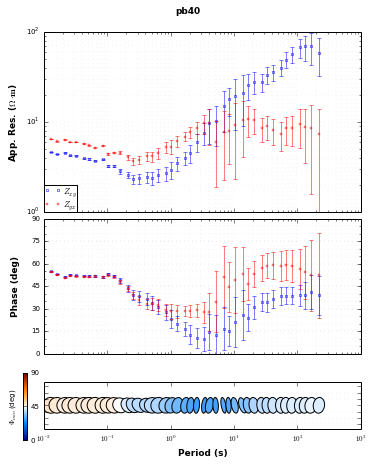 pb40
10²
App. Res. (Ω·m)
10¹
Z_xy
Z_yx
10⁰
90
75
60
Phase (deg)
45
30
15
0
90
Φ_min (deg)
45
0
10⁻² 10⁻¹ 10⁰ 10¹ 10² 10³
Period (s)